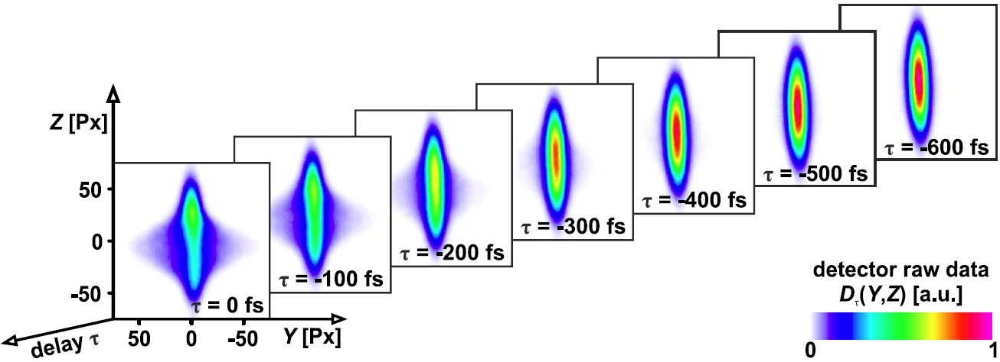 Z [Px]
50
0
-50
50 0 -50
Y [Px]
delay τ
τ = 0 fs
τ = -100 fs
τ = -200 fs
τ = -300 fs
τ = -400 fs
τ = -500 fs
τ = -600 fs
detector raw data
Dτ(Y,Z) [a.u.]
0 1